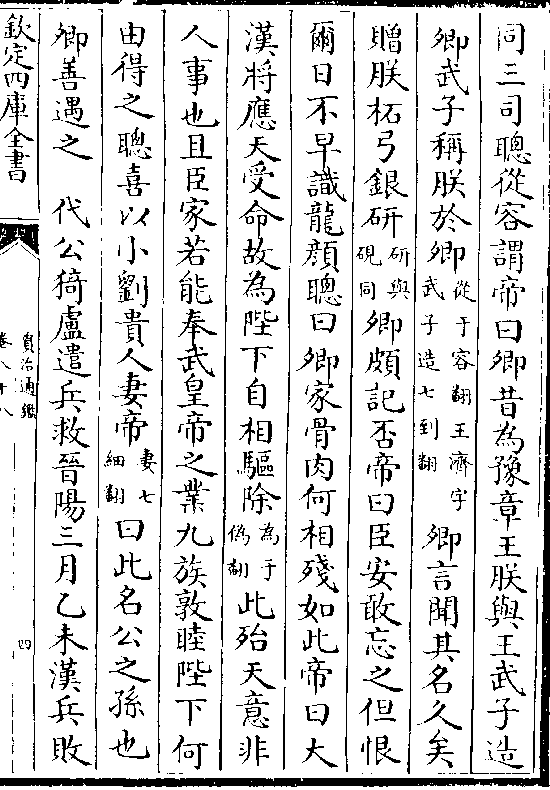 同三司聰從容謂帝曰卿昔為豫章王朕與王武子造
卿武子稱朕於卿從于容翻王濟字武子造七到翻卿言聞其名久矣
贈朕柘弓銀研研與硯同卿頗記否帝曰臣安敢忘之但恨
爾日不早識龍顔聰曰卿家骨肉何相殘如此帝曰大
漢將應天受命故為陛下自相驅除為于偽翻此殆天意非
人事也且臣家若能奉武皇帝之業九族敦睦陛下何
由得之聰喜以小劉貴人妻帝妻七細翻曰此名公之孫也
卿善遇之 代公猗盧遣兵救晉陽三月乙未漢兵敗
欽定四庫全書
資治通鑑
卷八十八
四